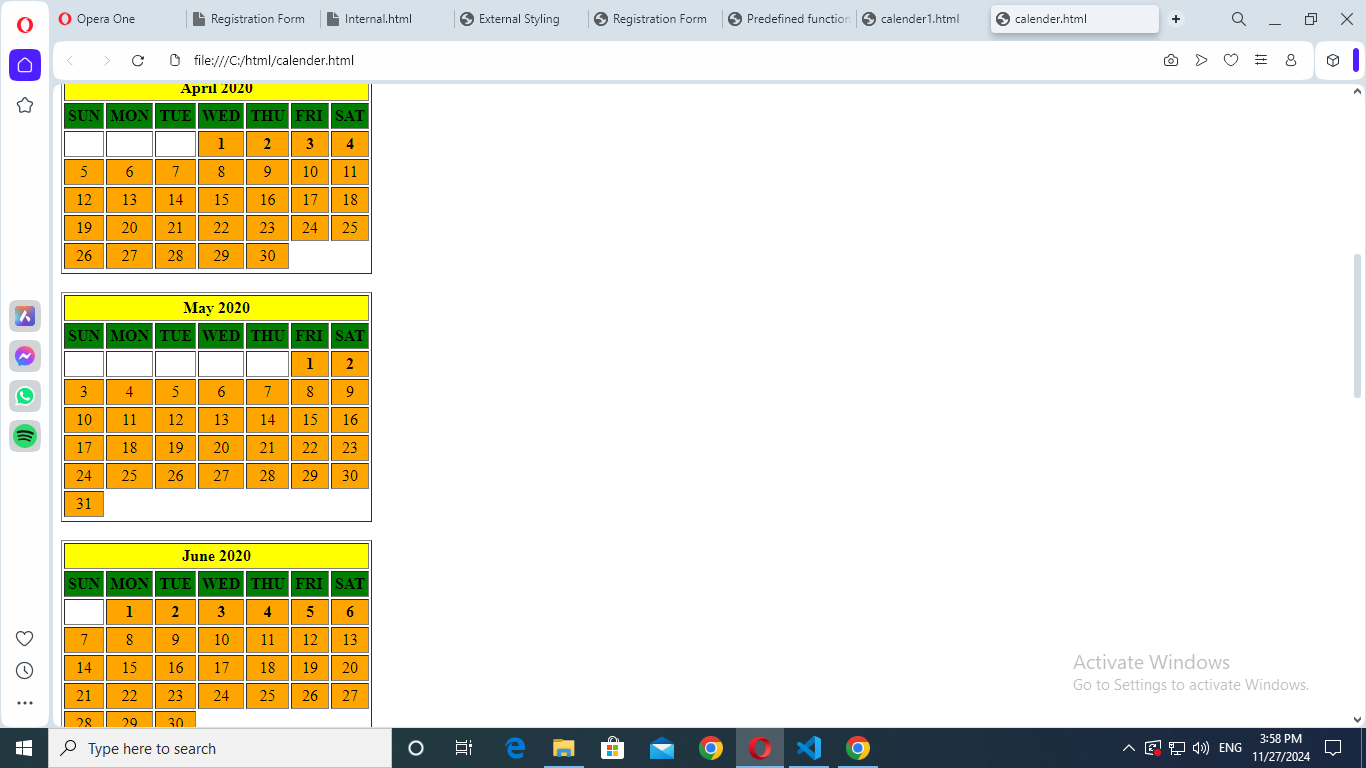 Opera One Registration Form Internal.html External Styling Registration Form Predefined function calender1.html calender.html
file:///C:/html/calender.html
April 2020
SUN MON TUE WED THU FRI SAT
1 2 3 4
5 6 7 8 9 10 11
12 13 14 15 16 17 18
19 20 21 22 23 24 25
26 27 28 29 30
May 2020
SUN MON TUE WED THU FRI SAT
1 2
3 4 5 6 7 8 9
10 11 12 13 14 15 16
17 18 19 20 21 22 23
24 25 26 27 28 29 30
31
June 2020
SUN MON TUE WED THU FRI SAT
1 2 3 4 5 6
7 8 9 10 11 12 13
14 15 16 17 18 19 20
21 22 23 24 25 26 27
28 29 30
Activate Windows
Go to Settings to activate Windows.
Type here to search
ENG
3:58 PM
11/27/2024